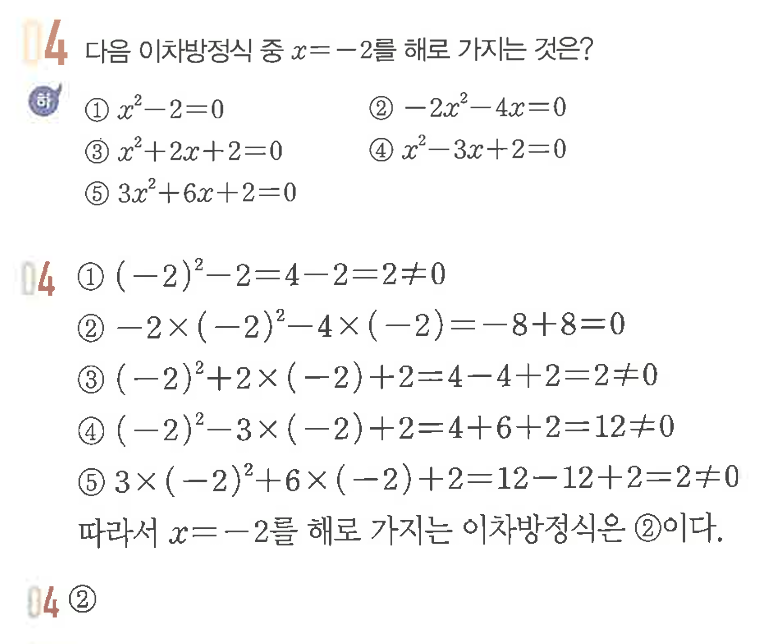 04 다음 이차방정식 중 x=-2를 해로 가지는 것은?
하
① x²-2=0 ② -2x²-4x=0
③ x²+2x+2=0 ④ x²-3x+2=0
⑤ 3x²+6x+2=0
04 ① (-2)²-2=4-2=2≠0
② -2×(-2)²-4×(-2)=-8+8=0
③ (-2)²+2×(-2)+2=4-4+2=2≠0
④ (-2)²-3×(-2)+2=4+6+2=12≠0
⑤ 3×(-2)²+6×(-2)+2=12-12+2=2≠0
따라서 x=-2를 해로 가지는 이차방정식은 ②이다.
04 ②